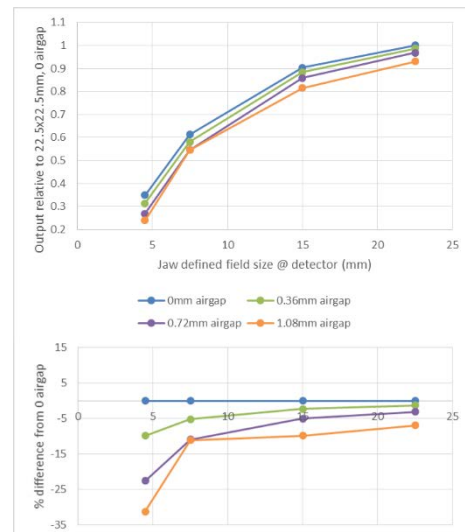 Output relative to 22.5x22.5mm,0 airgap
1.1
1
0.9
0.8
0.7
0.6
0.5
0.4
0.3
0.2
0 5 10 15 20 25
Jaw defined field size @ detector (mm)
0mm airgap 0.36mm airgap
0.72mm airgap 1.08mm airgap
% difference from 0 airgap
15
5
-5
-15
-25
-35
0 5 10 15 20 25